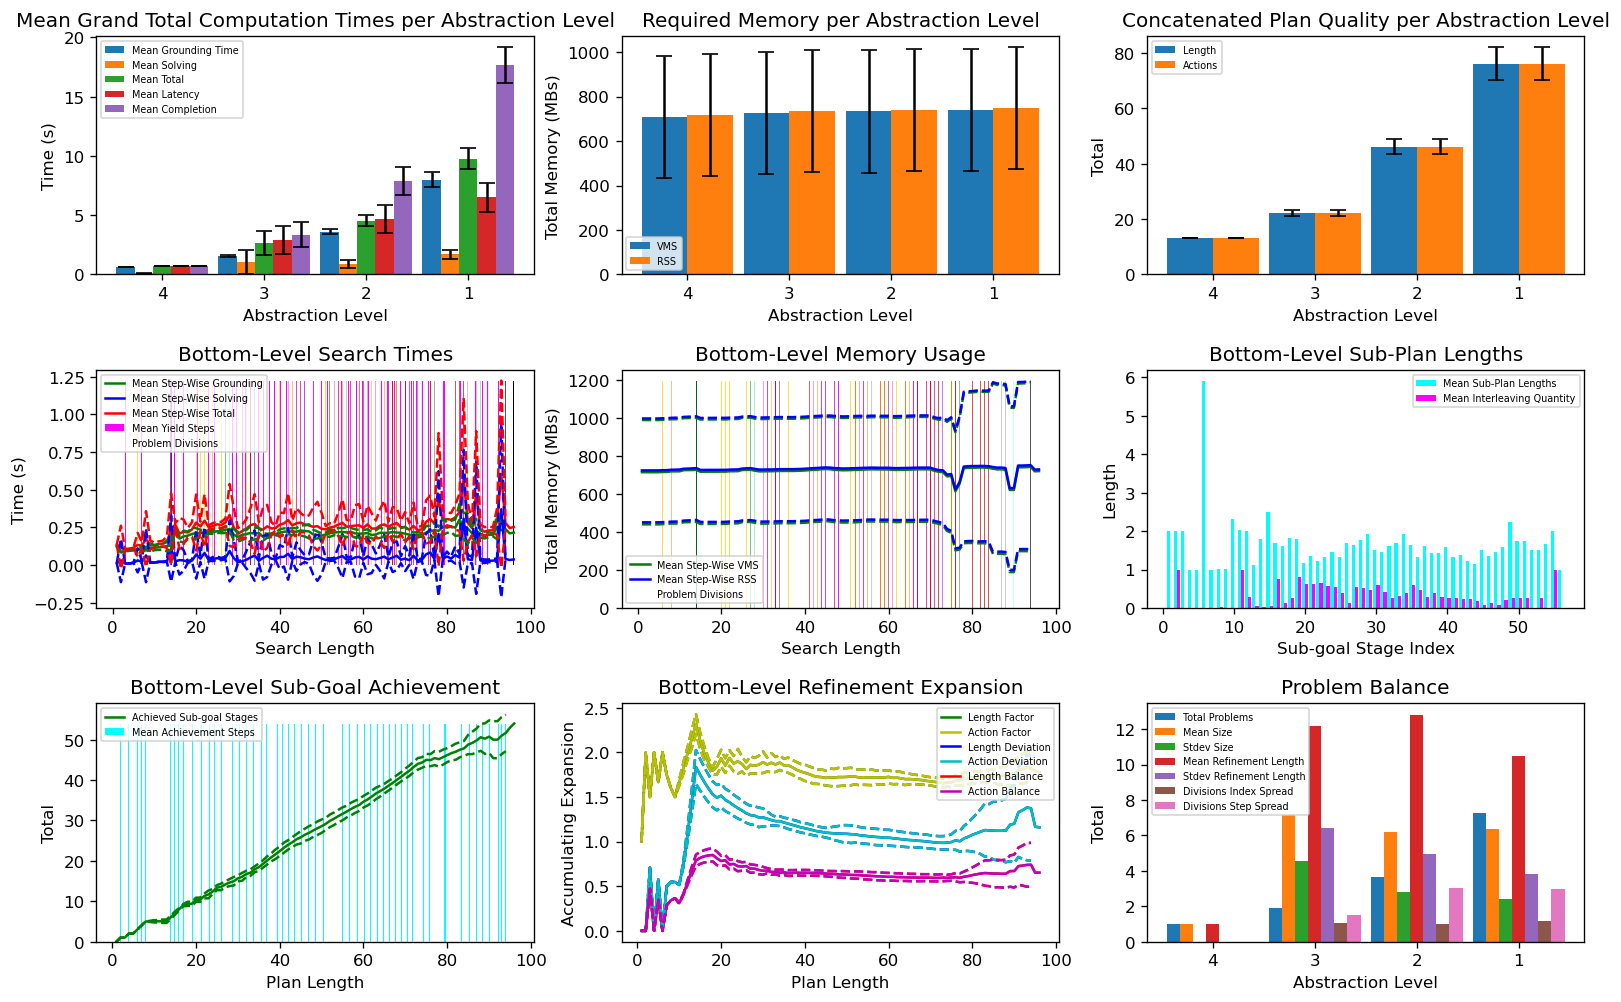 Mean Grand Total Computation Times per Abstraction Level
20
15
10
5
0
Time (s)
Mean Grounding Time
Mean Solving
Mean Total
Mean Latency
Mean Completion
4 3 2 1
Abstraction Level
Required Memory per Abstraction Level
1000
800
600
400
200
0
Total Memory (MBs)
VMS
RSS
4 3 2 1
Abstraction Level
Concatenated Plan Quality per Abstraction Level
80
60
40
20
0
Total
Length
Actions
4 3 2 1
Abstraction Level
Bottom-Level Search Times
1.25
1.00
0.75
0.50
0.25
0.00
−0.25
Time (s)
Mean Step-Wise Grounding
Mean Step-Wise Solving
Mean Step-Wise Total
Mean Yield Steps
Problem Divisions
0 20 40 60 80 100
Search Length
Bottom-Level Memory Usage
1200
1000
800
600
400
200
0
Total Memory (MBs)
Mean Step-Wise VMS
Mean Step-Wise RSS
Problem Divisions
0 20 40 60 80 100
Search Length
Bottom-Level Sub-Plan Lengths
6
5
4
3
2
1
0
Length
Mean Sub-Plan Lengths
Mean Interleaving Quantity
0 10 20 30 40 50
Sub-goal Stage Index
Bottom-Level Sub-Goal Achievement
50
40
30
20
10
0
Total
Achieved Sub-goal Stages
Mean Achievement Steps
0 20 40 60 80 100
Plan Length
Bottom-Level Refinement Expansion
2.5
2.0
1.5
1.0
0.5
0.0
Accumulating Expansion
Length Factor
Action Factor
Length Deviation
Action Deviation
Length Balance
Action Balance
0 20 40 60 80 100
Plan Length
Problem Balance
12
10
8
6
4
2
0
Total
Total Problems
Mean Size
Stdev Size
Mean Refinement Length
Stdev Refinement Length
Divisions Index Spread
Divisions Step Spread
4 3 2 1
Abstraction Level